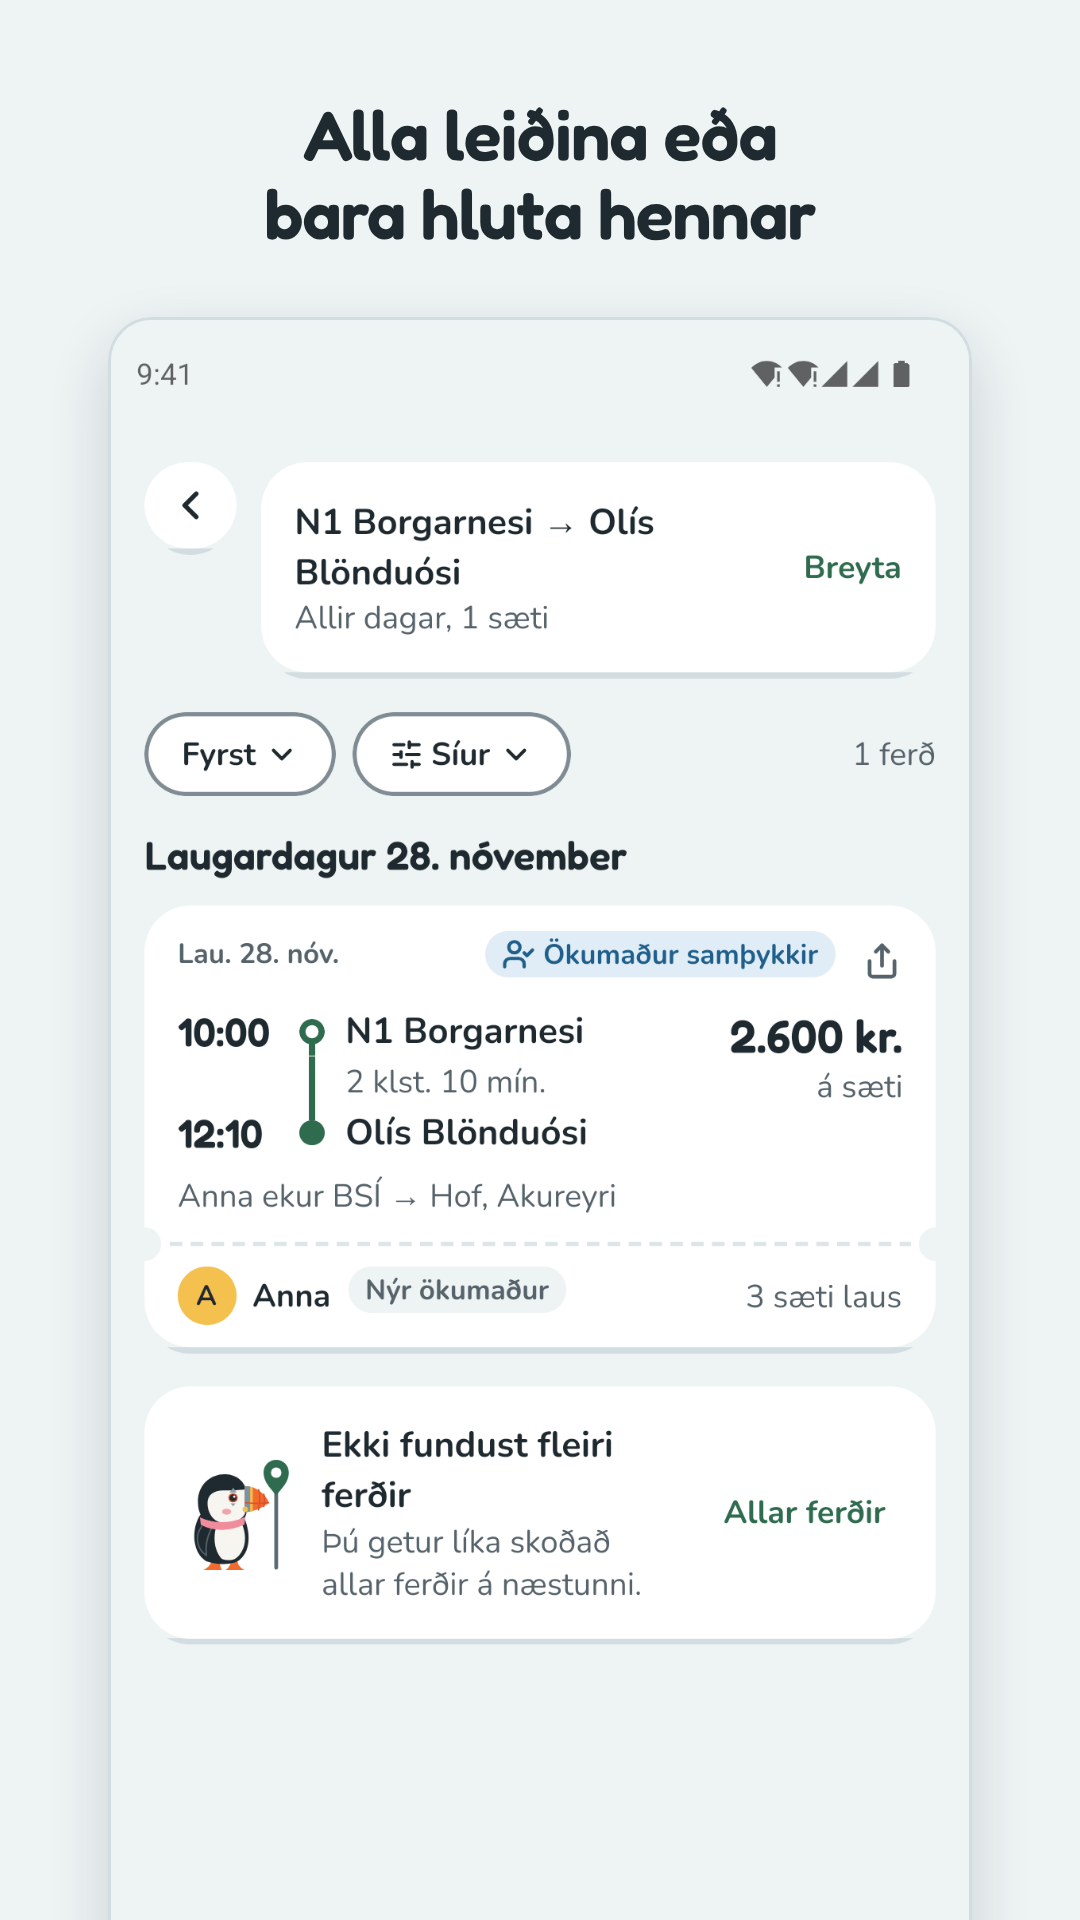 Alla leiðina eða
bara hluta hennar
9:41
N1 Borgarnesi → Olís
Blönduósi
Allir dagar, 1 sæti
Breyta
Fyrst
Síur
1 ferð
Laugardagur 28. nóvember
Lau. 28. nóv.
Ökumaður samþykkir
10:00
N1 Borgarnesi
2.600 kr.
2 klst. 10 mín.
á sæti
12:10
Olís Blönduósi
Anna ekur BSÍ → Hof, Akureyri
A
Anna
Nýr ökumaður
3 sæti laus
Ekki fundust fleiri
ferðir
Þú getur líka skoðað
allar ferðir á næstunni.
Allar ferðir